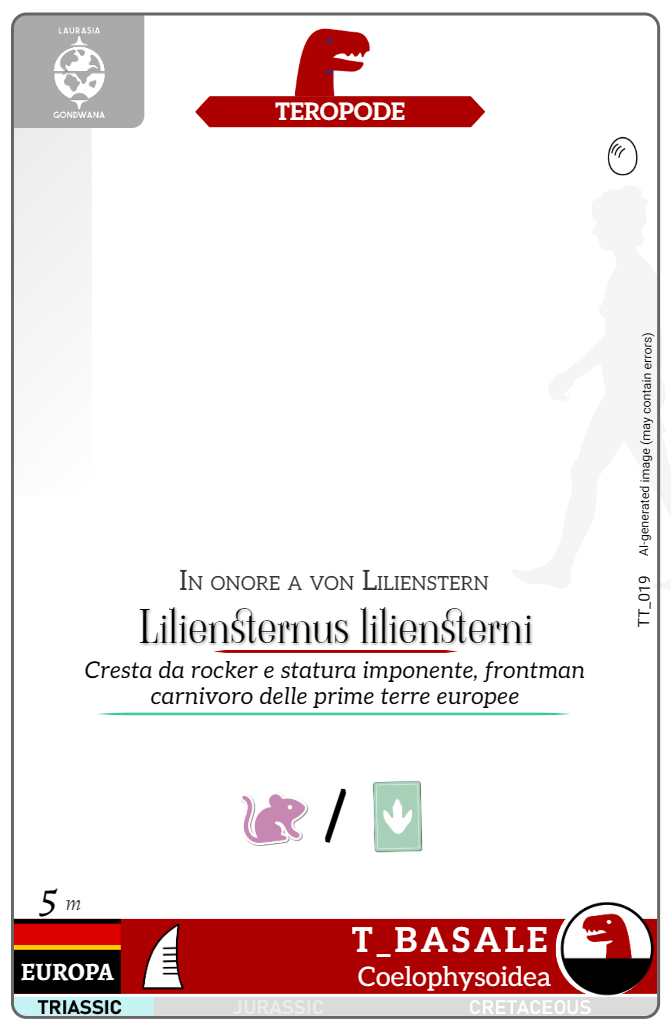 LAURASIA
GONDWANA
TEROPODE
AI-generated image (may contain errors)
TT_019
In onore a von Lilienstern
Liliensternus liliensterni
Cresta da rocker e statura imponente, frontman
carnivoro delle prime terre europee
/
5 m
EUROPA
T_BASALE
Coelophysoidea
TRIASSIC JURASSIC CRETACEOUS